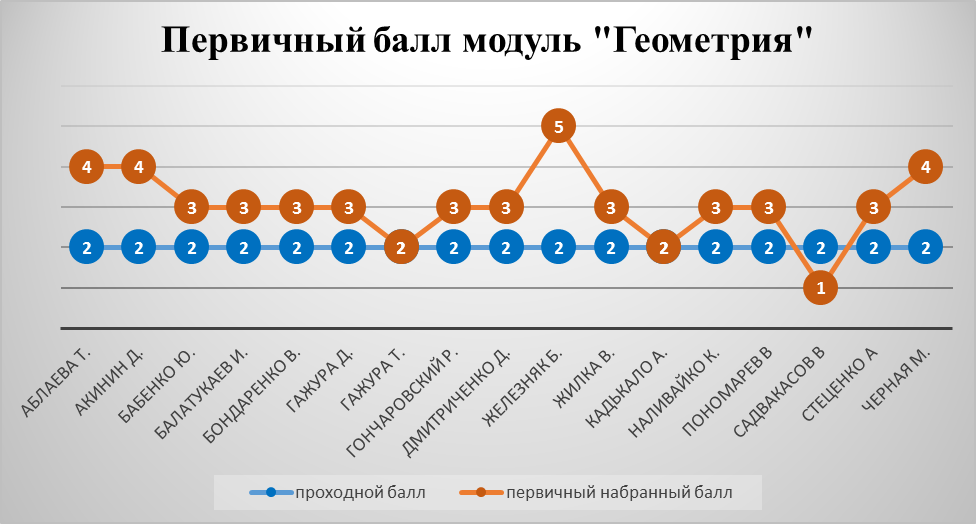 Первичный балл модуль "Геометрия"
4 4 3 3 3 3 2 3 3 5 3 2 3 3 1 3 4
2 2 2 2 2 2 2 2 2 2 2 2 2 2 2
АБЛАЕВА Т.
АКИНИН Д.
БАБЕНКО Ю.
БАЛАТУКАЕВ И.
БОНДАРЕНКО В.
ГАЖУРА Д.
ГАЖУРА Т.
ГОНЧАРОВСКИЙ Р.
ДМИТРИЧЕНКО Д.
ЖЕЛЕЗНЯК Б.
ЖИЛКА В.
КАДЬКАЛО А.
НАЛИВАЙКО К.
ПОНОМАРЕВ В
САДВАКАСОВ В
СТЕЦЕНКО А
ЧЕРНАЯ М.
проходной балл
первичный набранный балл